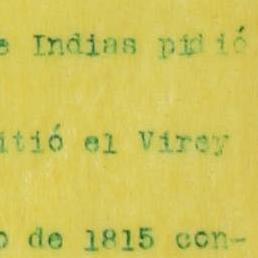 e Indias pidió
itió el Virey
o de 1815 con-